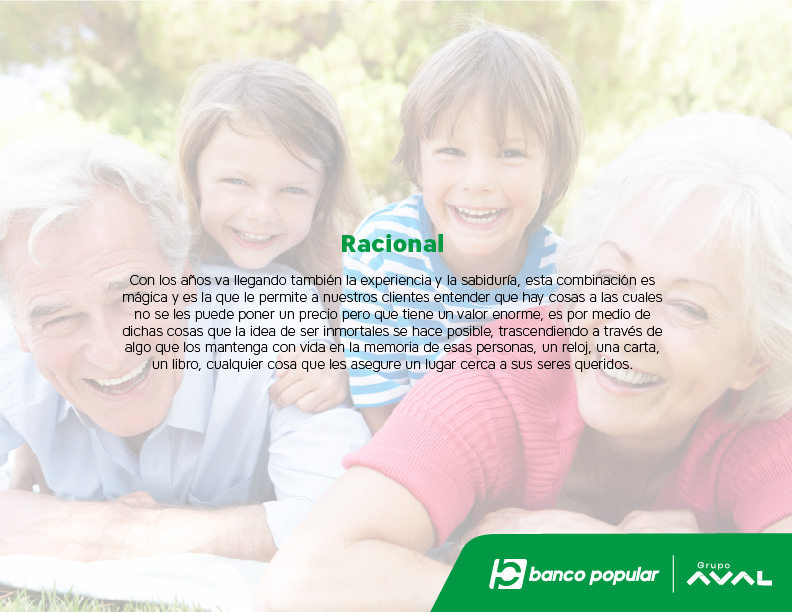 Racional
Con los años va llegando también la experiencia y la sabiduría, esta combinación es
mágica y es la que le permite a nuestros clientes entender que hay cosas a las cuales
no se les puede poner un precio pero que tiene un valor enorme, es por medio de
dichas cosas que la idea de ser inmortales se hace posible, trascendiendo a través de
algo que los mantenga con vida en la memoria de esas personas, un reloj, una carta,
un libro, cualquier cosa que les asegure un lugar cerca a sus seres queridos.
banco popular
Grupo
AVAL